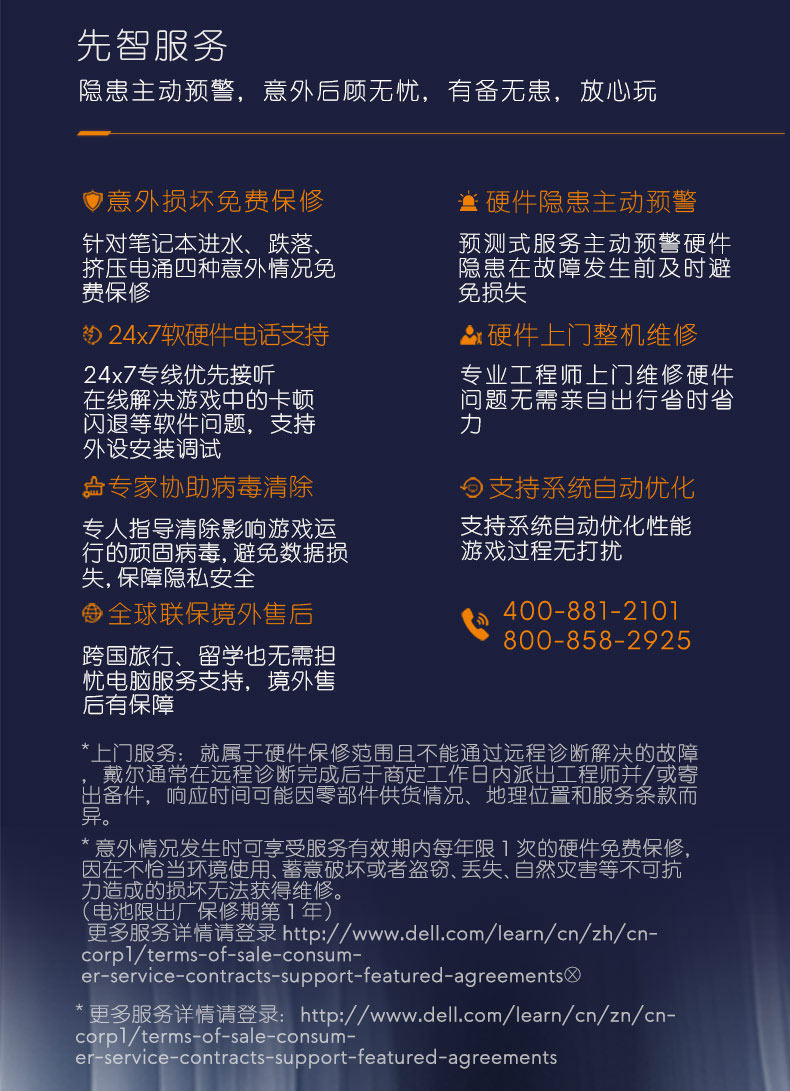 先智服务
隐患主动预警，意外后顾无忧，有备无患，放心玩
意外损坏免费保修
针对笔记本进水、跌落、
挤压电涌四种意外情况免
费保修
硬件隐患主动预警
预测式服务主动预警硬件
隐患在故障发生前及时避
免损失
24x7软硬件电话支持
24x7专线优先接听
在线解决游戏中的卡顿
闪退等软件问题，支持
外设安装调试
硬件上门整机维修
专业工程师上门维修硬件
问题无需亲自出行省时省
力
专家协助病毒清除
专人指导清除影响游戏运
行的顽固病毒,避免数据损
失,保障隐私安全
支持系统自动优化
支持系统自动优化性能
游戏过程无打扰
全球联保境外售后
跨国旅行、留学也无需担
忧电脑服务支持，境外售
后有保障
400-881-2101
800-858-2925
*上门服务：就属于硬件保修范围且不能通过远程诊断解决的故障
，戴尔通常在远程诊断完成后于商定工作日内派出工程师并/或寄
出备件，响应时间可能因零部件供货情况、地理位置和服务条款而
异。
* 意外情况发生时可享受服务有效期内每年限1次的硬件免费保修，
因在不恰当环境使用、蓄意破坏或者盗窃、丢失、自然灾害等不可抗
力造成的损坏无法获得维修。
（电池限出厂保修期第1年）
更多服务详情请登录 http://www.dell.com/learn/cn/zh/cn-
corp1/terms-of-sale-consum-
er-service-contracts-support-featured-agreements
* 更多服务详情请登录：http://www.dell.com/learn/cn/zn/cn-
corp1/terms-of-sale-consum-
er-service-contracts-support-featured-agreements